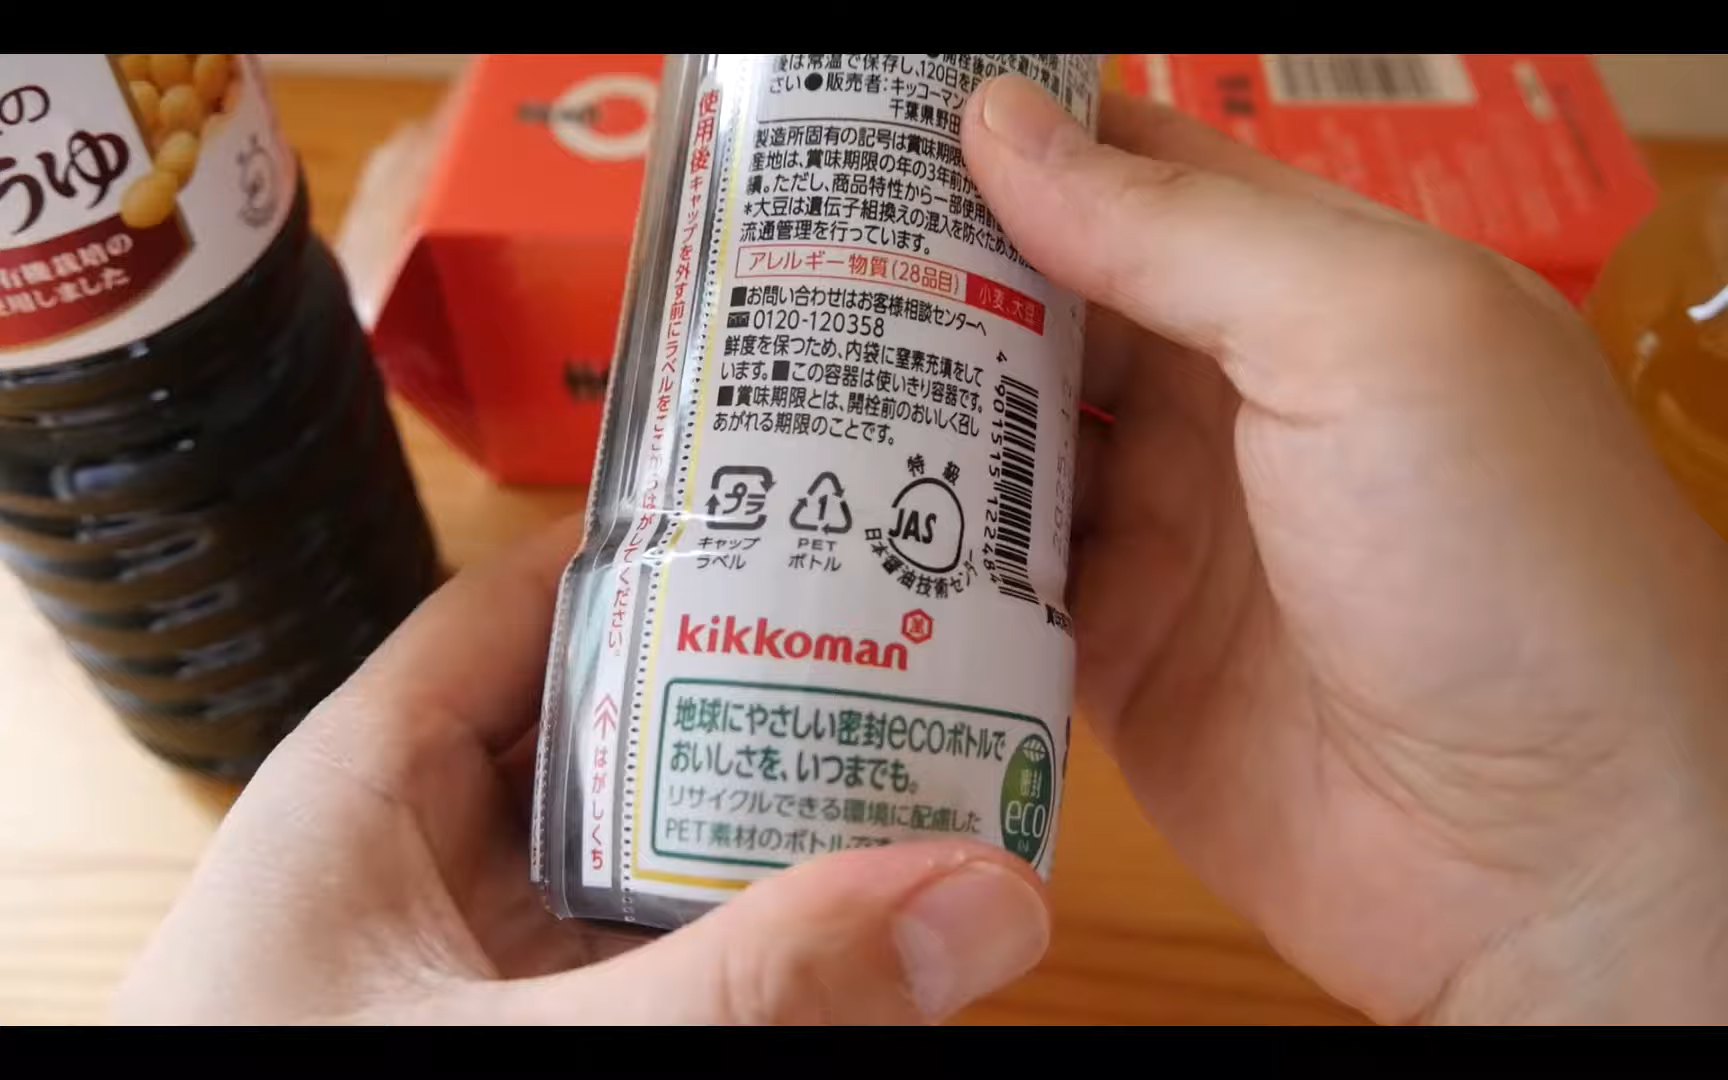 の
うゆ
有機栽培の
使用しました
後は常温で保存し、120日を
さい●販売者:キッコーマン
千葉県野田
製造所固有の記号は賞味期限
産地は、賞味期限の年の3年前か
績。ただし、商品特性から一部使用
*大豆は遺伝子組換えの混入を防ぐため、分
流通管理を行っています。
アレルギー物質(28品目) 小麦、大豆
■お問い合わせはお客様相談センターへ
0120-120358
鮮度を保つため、内袋に窒素充填をして
います。■この容器は使いきり容器です。
■賞味期限とは、開栓前のおいしく召し
あがれる期限のことです。
プラ
キャップ
ラベル
1
PET
ボトル
特級
JAS
日本醤油技術センター
4 901515 122484
kikkoman
地球にやさしい密封ecoボトルで
おいしさを、いつまでも。
リサイクルできる環境に配慮した
PET素材のボトルです
密封
eco
使用後キャップを外す前にラベルをここからはがしてください。
はがしくち